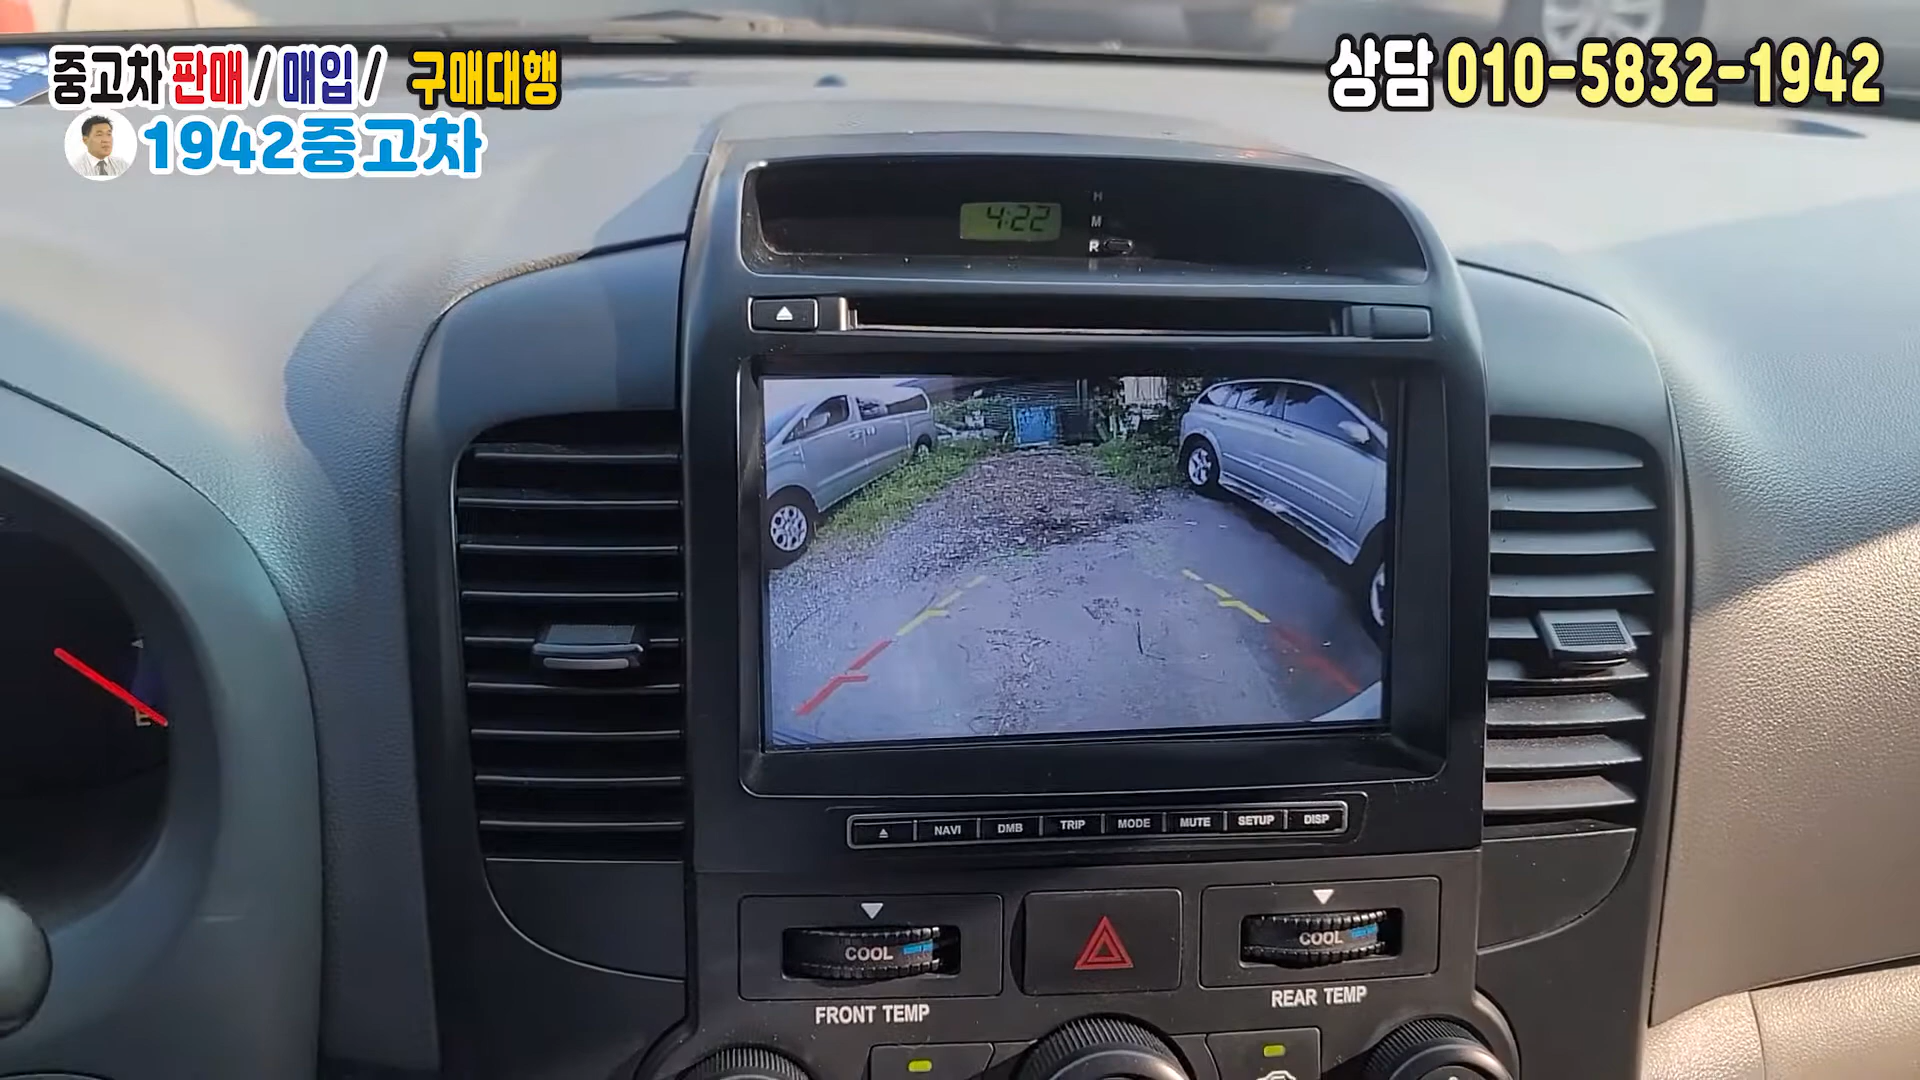 중고차 판매 / 매입 / 구매대행
1942중고차
상담 010-5832-1942
4:22
H
M
R
E
NAVI DMB TRIP MODE MUTE SETUP DISP
COOL
COOL
FRONT TEMP
REAR TEMP